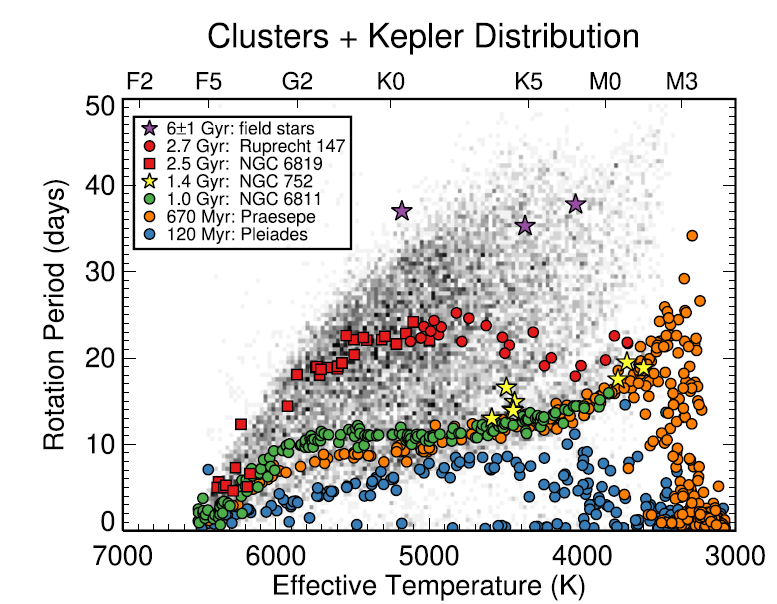 Clusters + Kepler Distribution
F2 F5 G2 K0 K5 M0 M3
50
40
30
20
10
0
Rotation Period (days)
6±1 Gyr: field stars
2.7 Gyr: Ruprecht 147
2.5 Gyr: NGC 6819
1.4 Gyr: NGC 752
1.0 Gyr: NGC 6811
670 Myr: Praesepe
120 Myr: Pleiades
7000 6000 5000 4000 3000
Effective Temperature (K)